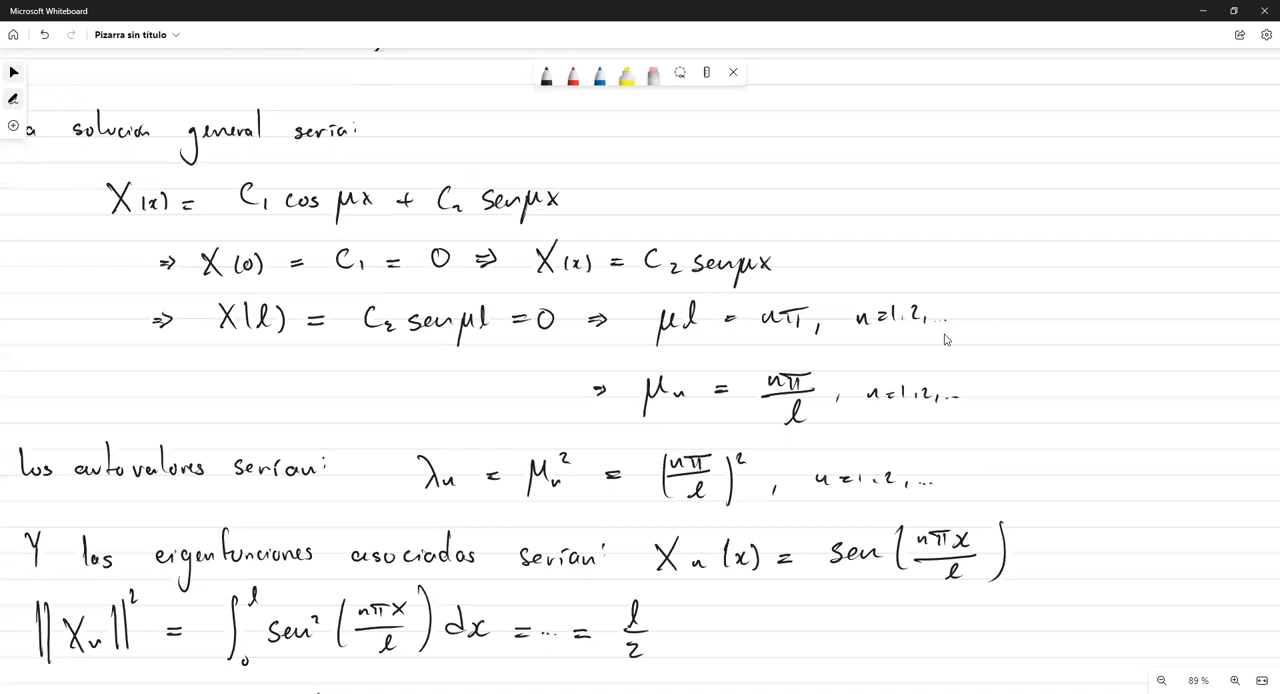 Microsoft Whiteboard
Pizarra sin título
a solución general sería:
X(x) = C₁ cos μx + C₂ sen μx
⇒ X(0) = C₁ = 0 ⇒ X(x) = C₂ sen μx
⇒ X(l) = C₂ sen μl = 0 ⇒ μl = nπ, n=1,2,...
⇒ μₙ = nπ/l, n=1,2,...
Los autovalores serían: λₙ = μₙ² = (nπ/l)², n=1,2,...
Y las eigenfunciones asociadas serían: Xₙ(x) = sen(nπx/l)
||Xₙ||² = ∫₀ˡ sen²(nπx/l) dx = ... = l/2
89 %